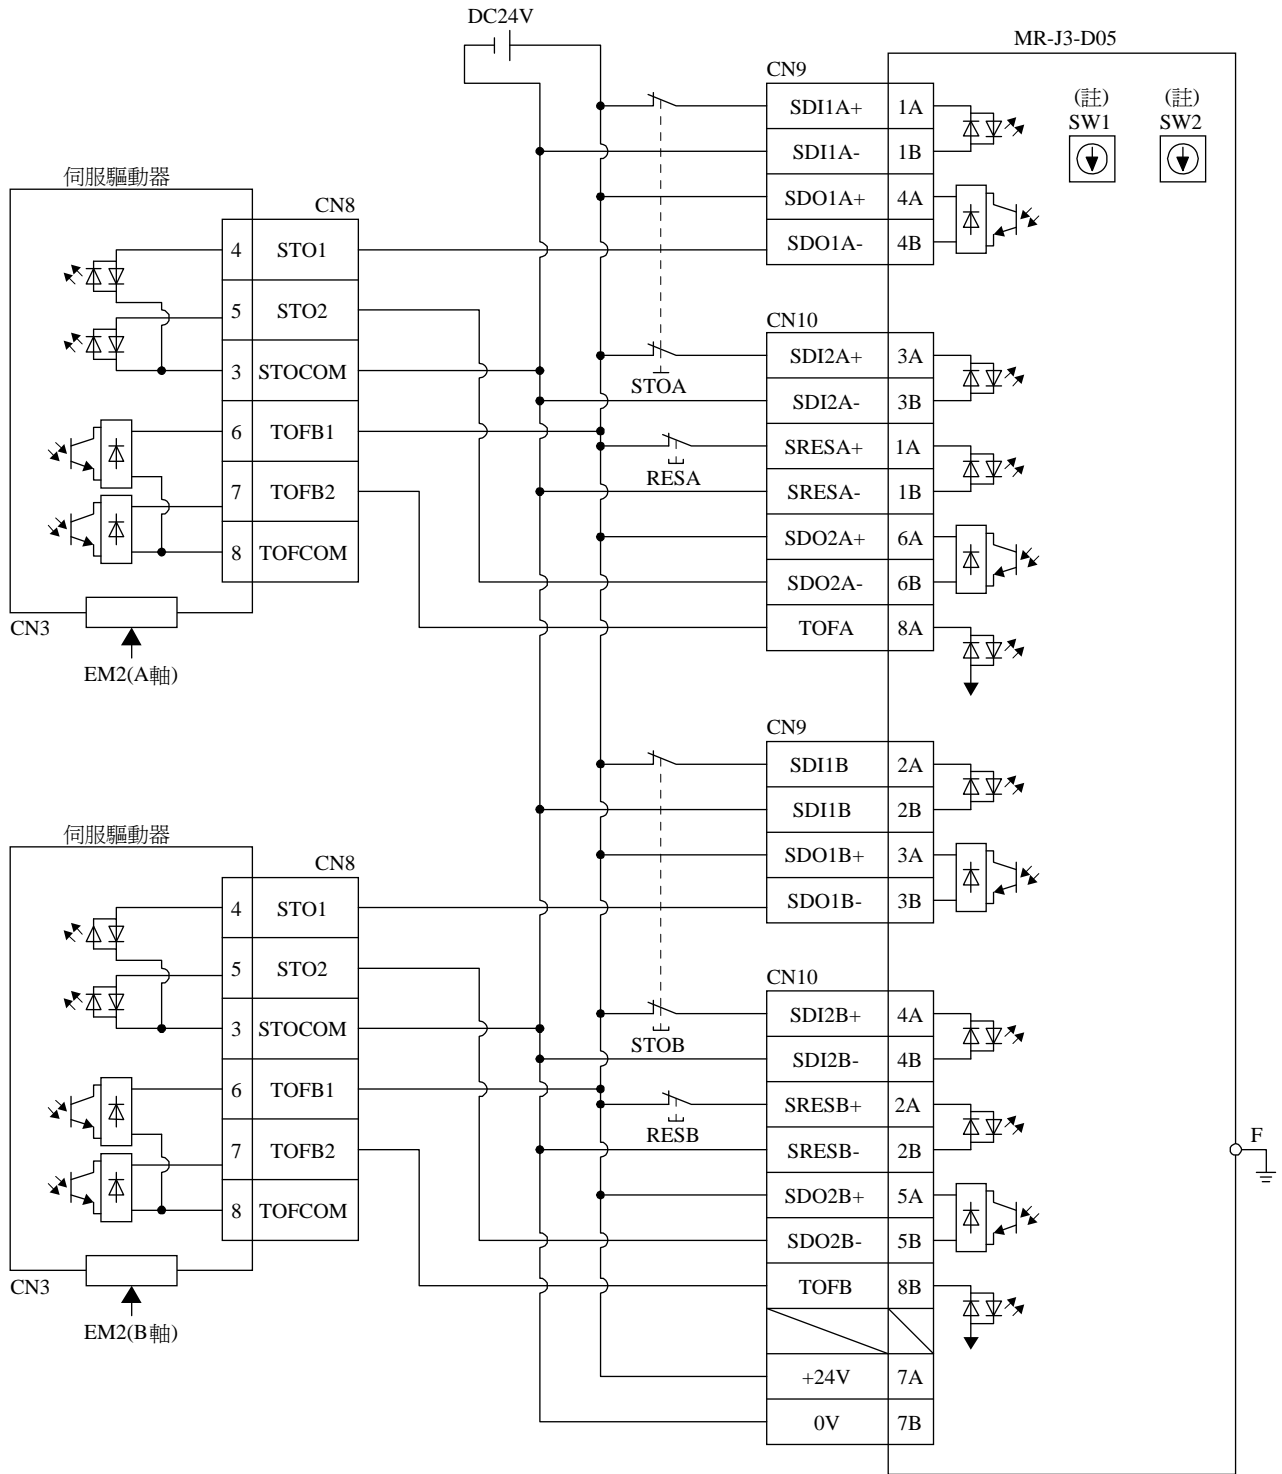 DC24V
MR-J3-D05
CN9
(註)
SW1
(註)
SW2
SDI1A+ 1A
SDI1A- 1B
SDO1A+ 4A
SDO1A- 4B
伺服驅動器
CN8
4 STO1
5 STO2
3 STOCOM
6 TOFB1
7 TOFB2
8 TOFCOM
CN3
EM2(A軸)
CN10
STOA
RESA
SDI2A+ 3A
SDI2A- 3B
SRESA+ 1A
SRESA- 1B
SDO2A+ 6A
SDO2A- 6B
TOFA 8A
CN9
SDI1B 2A
SDI1B 2B
SDO1B+ 3A
SDO1B- 3B
伺服驅動器
CN8
4 STO1
5 STO2
3 STOCOM
6 TOFB1
7 TOFB2
8 TOFCOM
CN3
EM2(B軸)
CN10
STOB
RESB
SDI2B+ 4A
SDI2B- 4B
SRESB+ 2A
SRESB- 2B
SDO2B+ 5A
SDO2B- 5B
TOFB 8B
+24V 7A
0V 7B
F